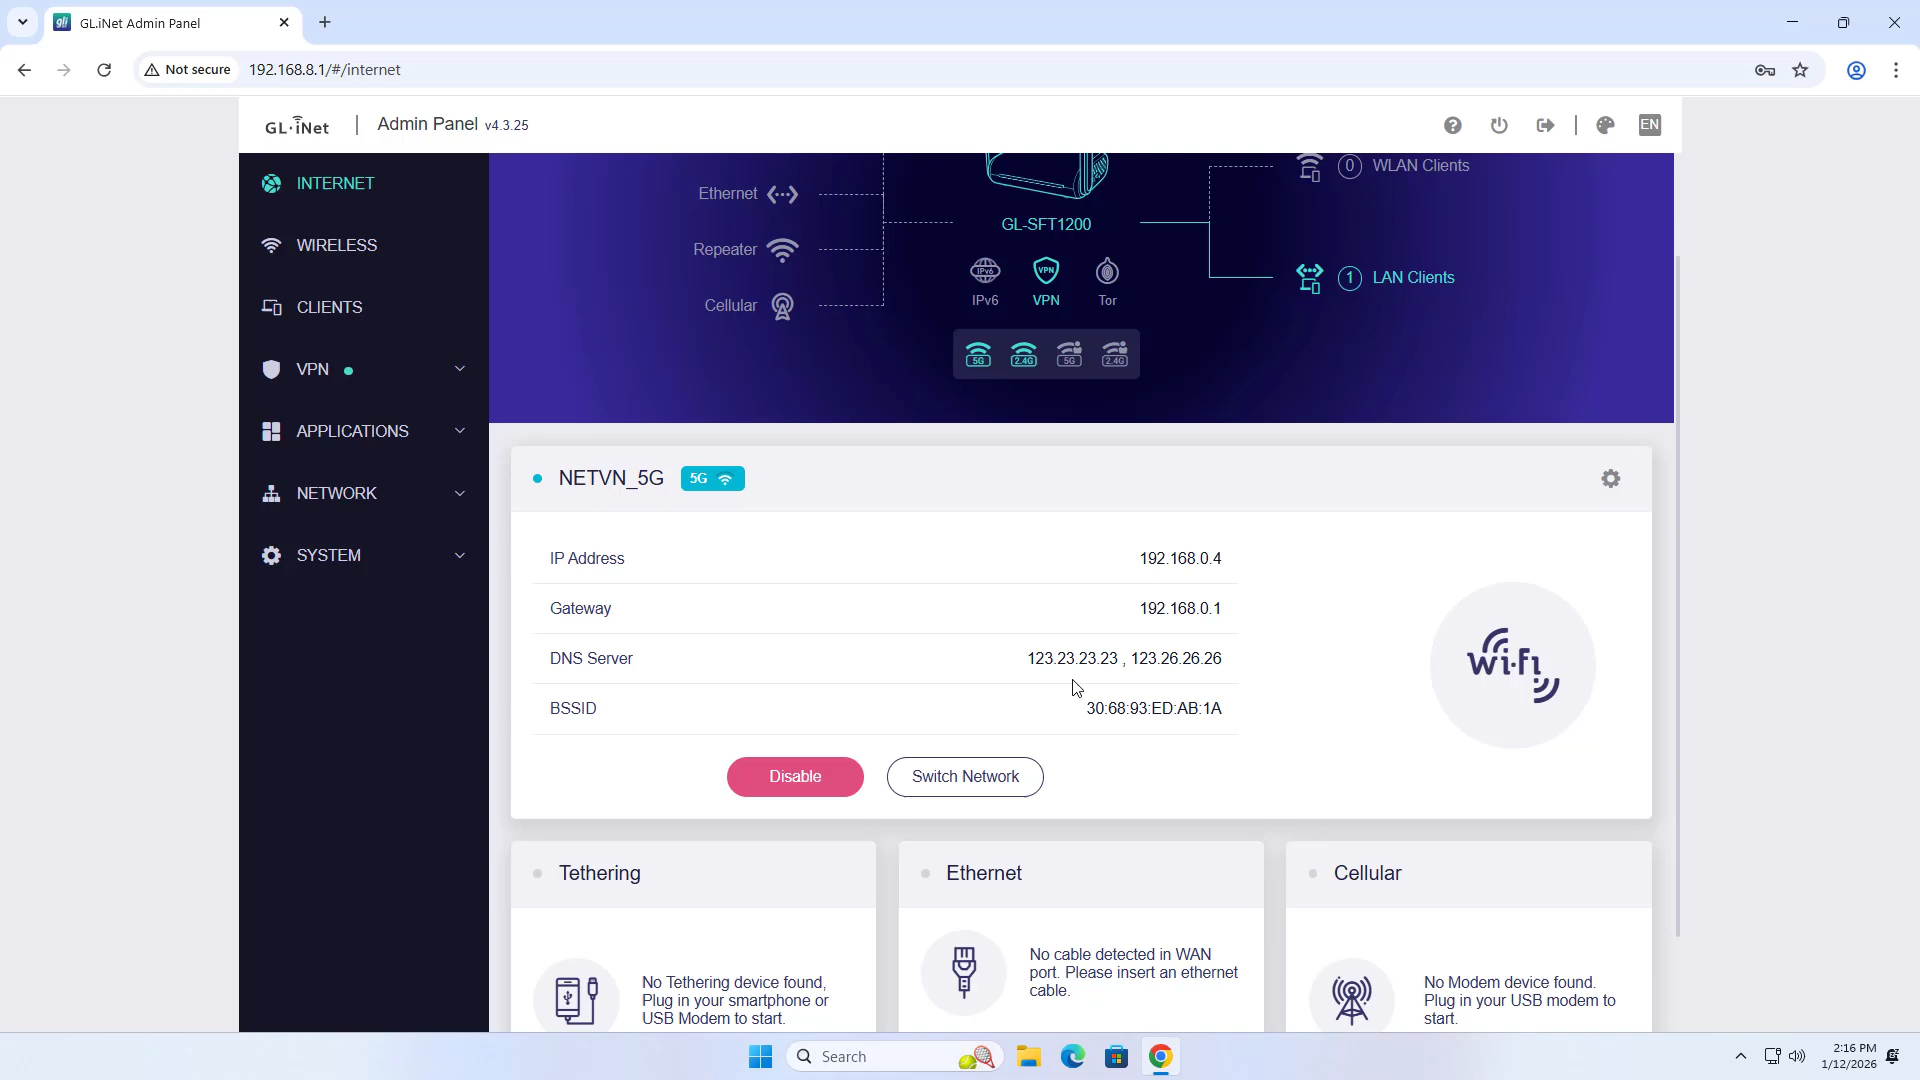 GL.iNet Admin Panel
Not secure
192.168.8.1/#/internet
GL·iNet
Admin Panel v4.3.25
EN
INTERNET
WIRELESS
CLIENTS
VPN
APPLICATIONS
NETWORK
SYSTEM
Ethernet
Repeater
Cellular
GL-SFT1200
IPv6
VPN
IPv6
VPN
Tor
5G
2.4G
5G
2.4G
0 WLAN Clients
1 LAN Clients
NETVN_5G
5G
IP Address
192.168.0.4
Gateway
192.168.0.1
DNS Server
123.23.23.23 , 123.26.26.26
BSSID
30:68:93:ED:AB:1A
Wi-Fi
Disable
Switch Network
Tethering
No Tethering device found,
Plug in your smartphone or
USB Modem to start.
Ethernet
No cable detected in WAN
port. Please insert an ethernet
cable.
Cellular
No Modem device found.
Plug in your USB modem to
start.
Search
2:16 PM
1/12/2026